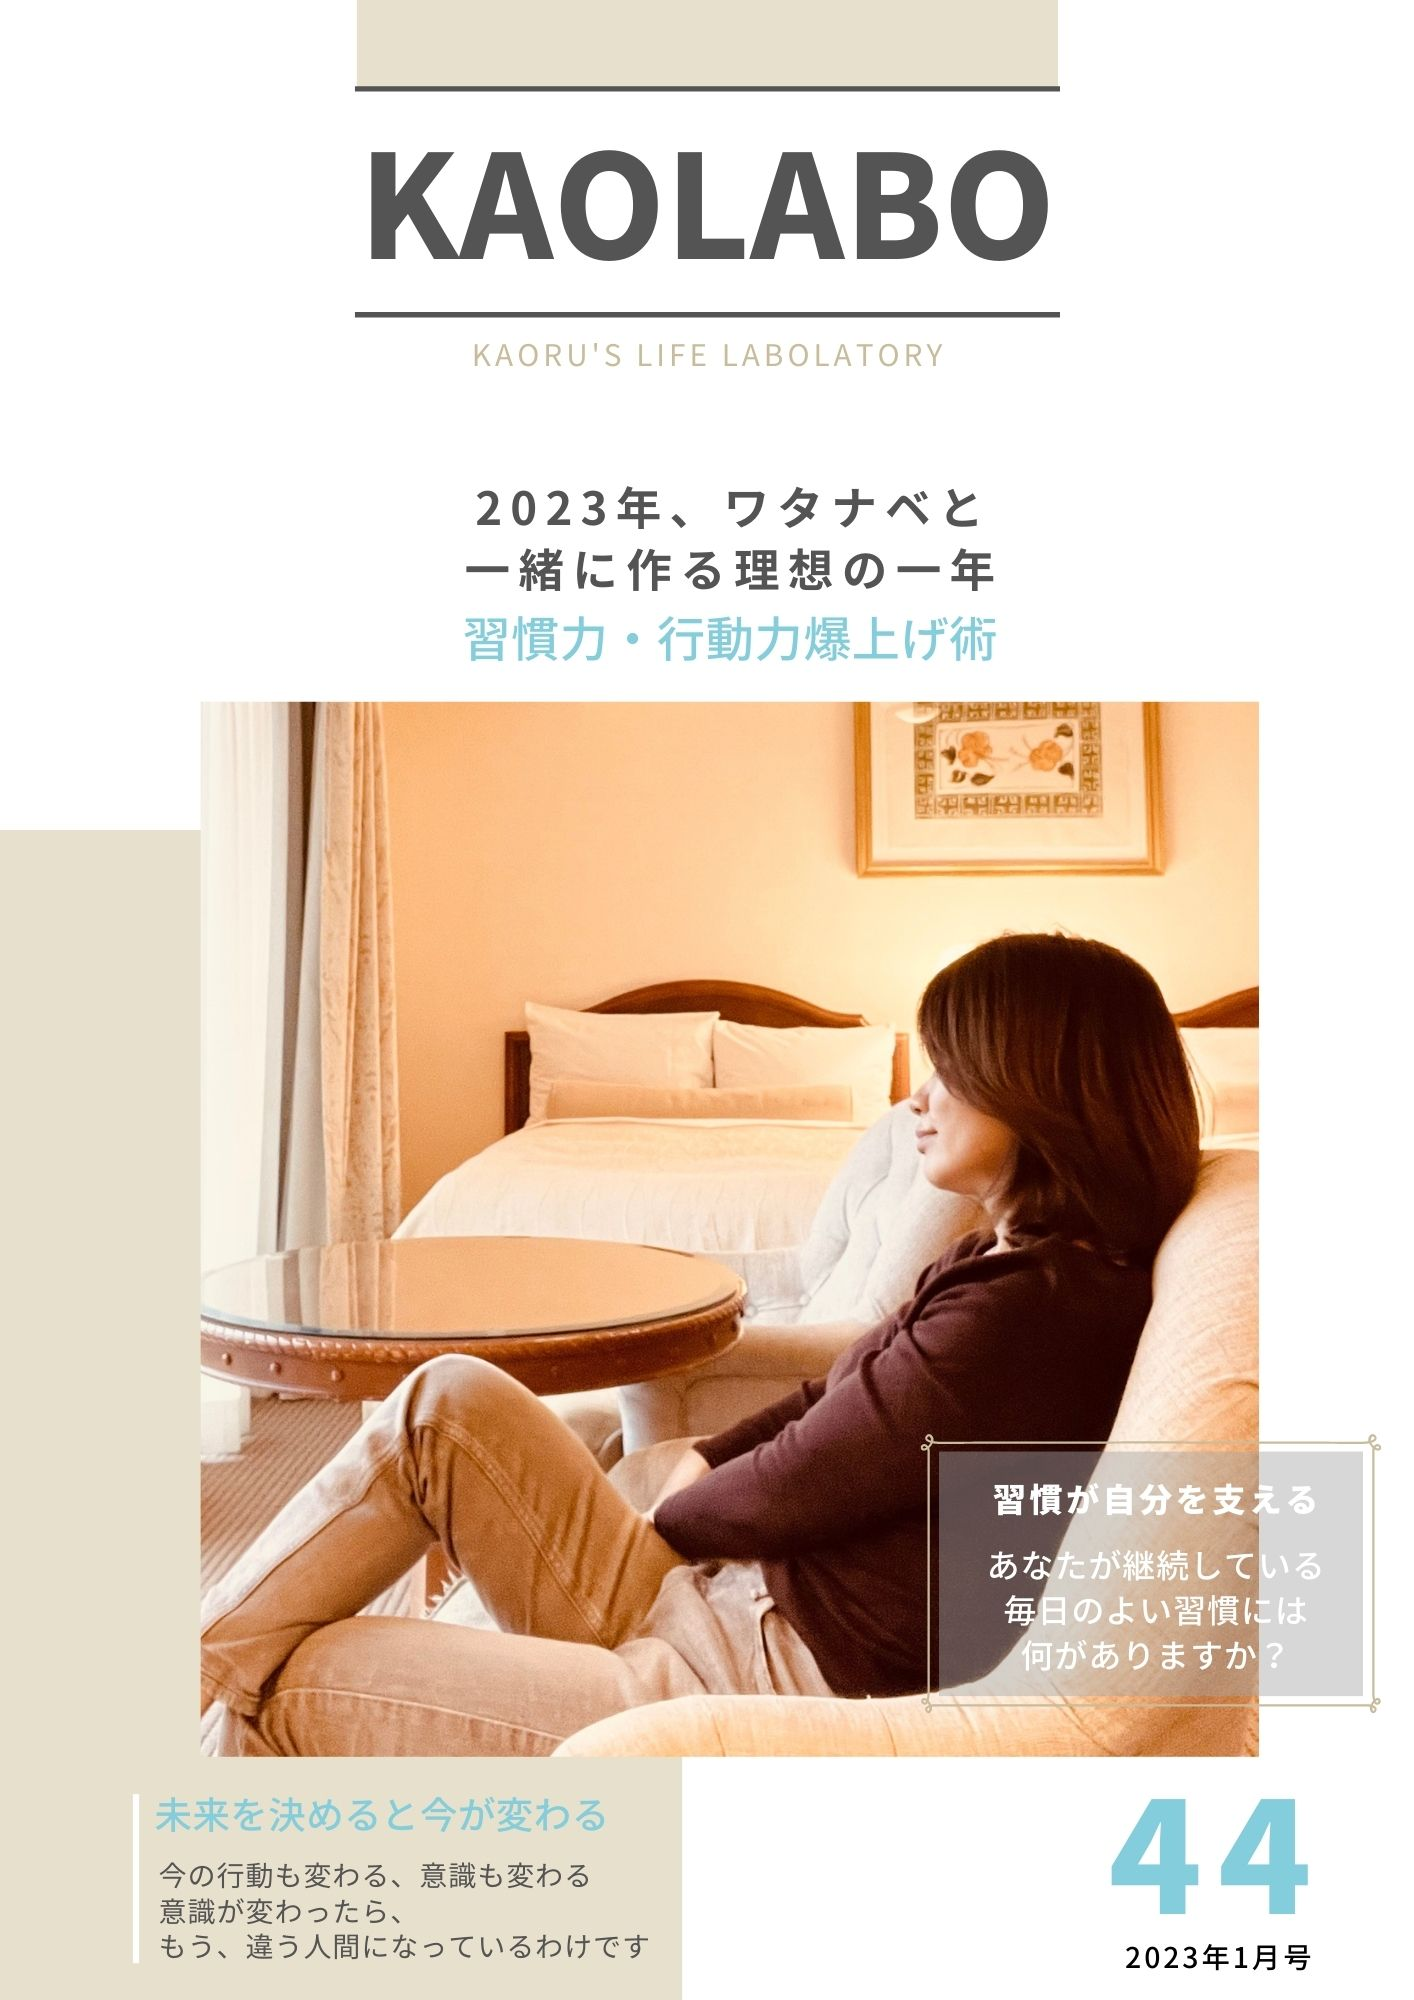 KAOLABO
KAORU'S LIFE LABOLATORY
2023年、ワタナベと
一緒に作る理想の一年
習慣力・行動力爆上げ術
習慣が自分を支える
あなたが継続している
毎日のよい習慣には
何がありますか？
未来を決めると今が変わる
今の行動も変わる、意識も変わる
意識が変わったら、
もう、違う人間になっているわけです
44
2023年1月号